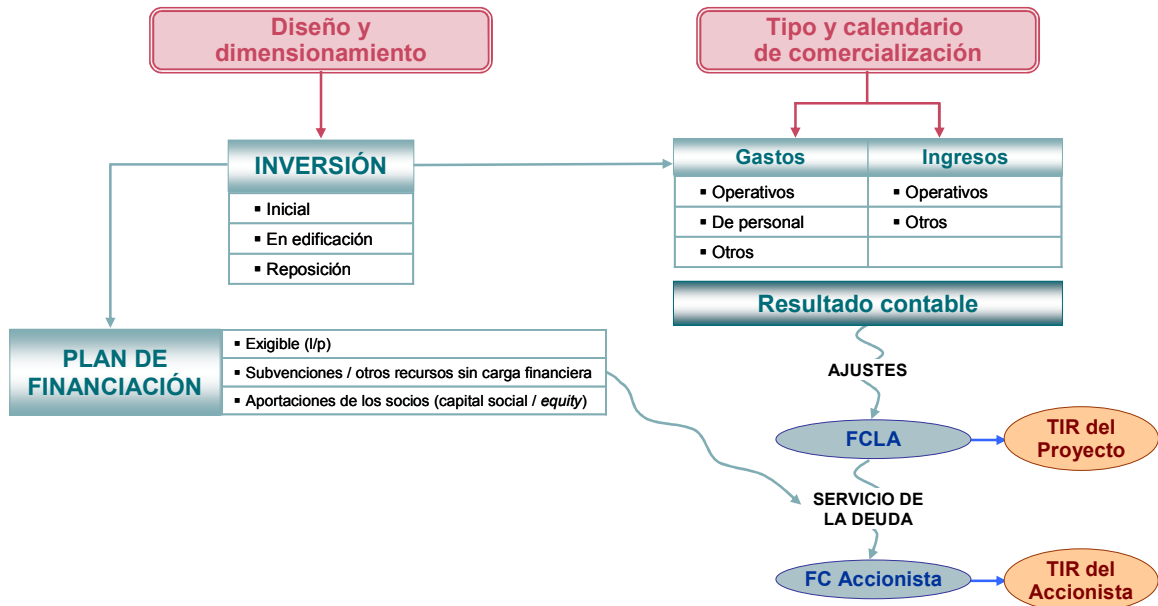 Diseño y
dimensionamiento
Tipo y calendario
de comercialización
INVERSIÓN
▪ Inicial
▪ En edificación
▪ Reposición
Gastos
Ingresos
▪ Operativos
▪ Operativos
▪ De personal
▪ Otros
▪ Otros
Resultado contable
PLAN DE
FINANCIACIÓN
▪ Exigible (l/p)
▪ Subvenciones / otros recursos sin carga financiera
▪ Aportaciones de los socios (capital social / equity)
AJUSTES
FCLA
TIR del
Proyecto
SERVICIO DE
LA DEUDA
FC Accionista
TIR del
Accionista